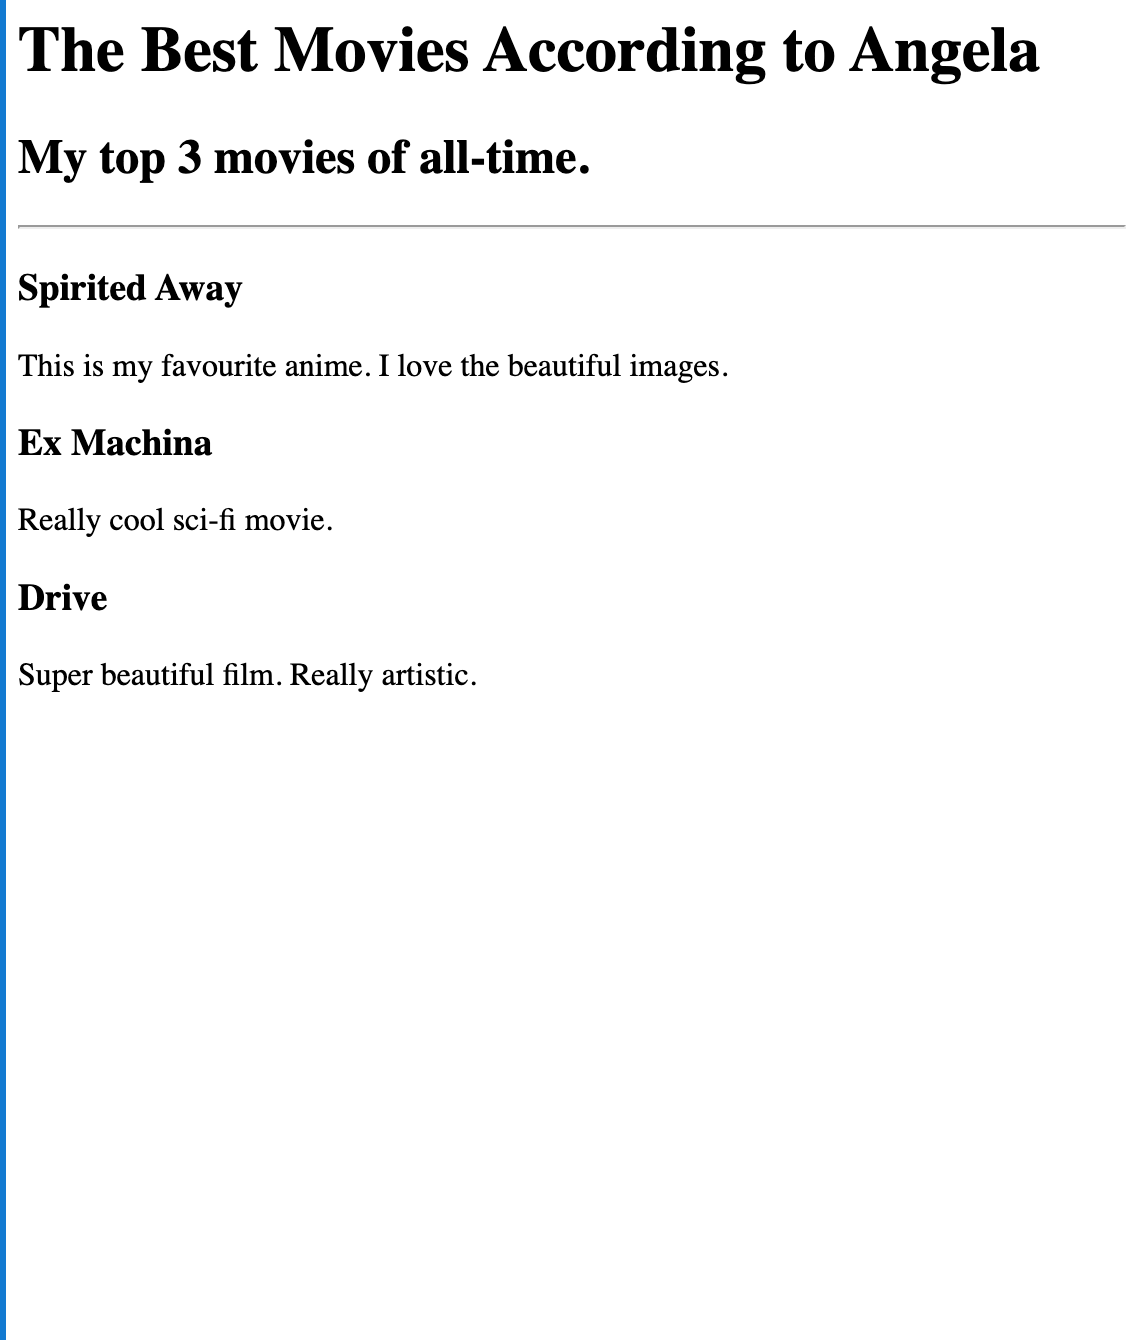 The Best Movies According to Angela
My top 3 movies of all-time.
Spirited Away
This is my favourite anime. I love the beautiful images.
Ex Machina
Really cool sci-fi movie.
Drive
Super beautiful film. Really artistic.